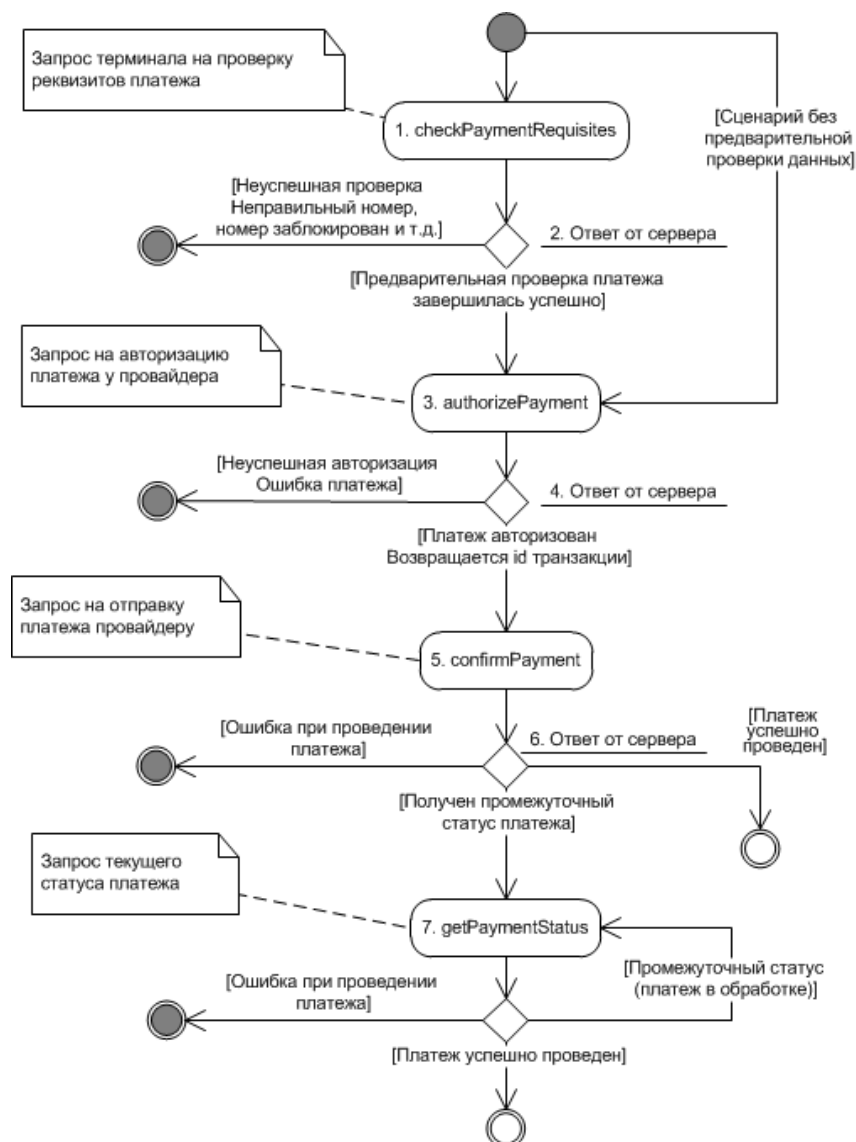 Запрос терминала на проверку
реквизитов платежа
1. checkPaymentRequisites
[Сценарий без
предварительной
проверки данных]
[Неуспешная проверка
Неправильный номер,
номер заблокирован и т.д.]
2. Ответ от сервера
[Предварительная проверка платежа
завершилась успешно]
Запрос на авторизацию
платежа у провайдера
3. authorizePayment
[Неуспешная авторизация
Ошибка платежа]
4. Ответ от сервера
[Платеж авторизован
Возвращается id транзакции]
Запрос на отправку
платежа провайдеру
5. confirmPayment
[Ошибка при проведении
платежа]
6. Ответ от сервера
[Платеж
успешно
проведен]
[Получен промежуточный
статус платежа]
Запрос текущего
статуса платежа
7. getPaymentStatus
[Промежуточный статус
(платеж в обработке)]
[Ошибка при проведении
платежа]
[Платеж успешно проведен]